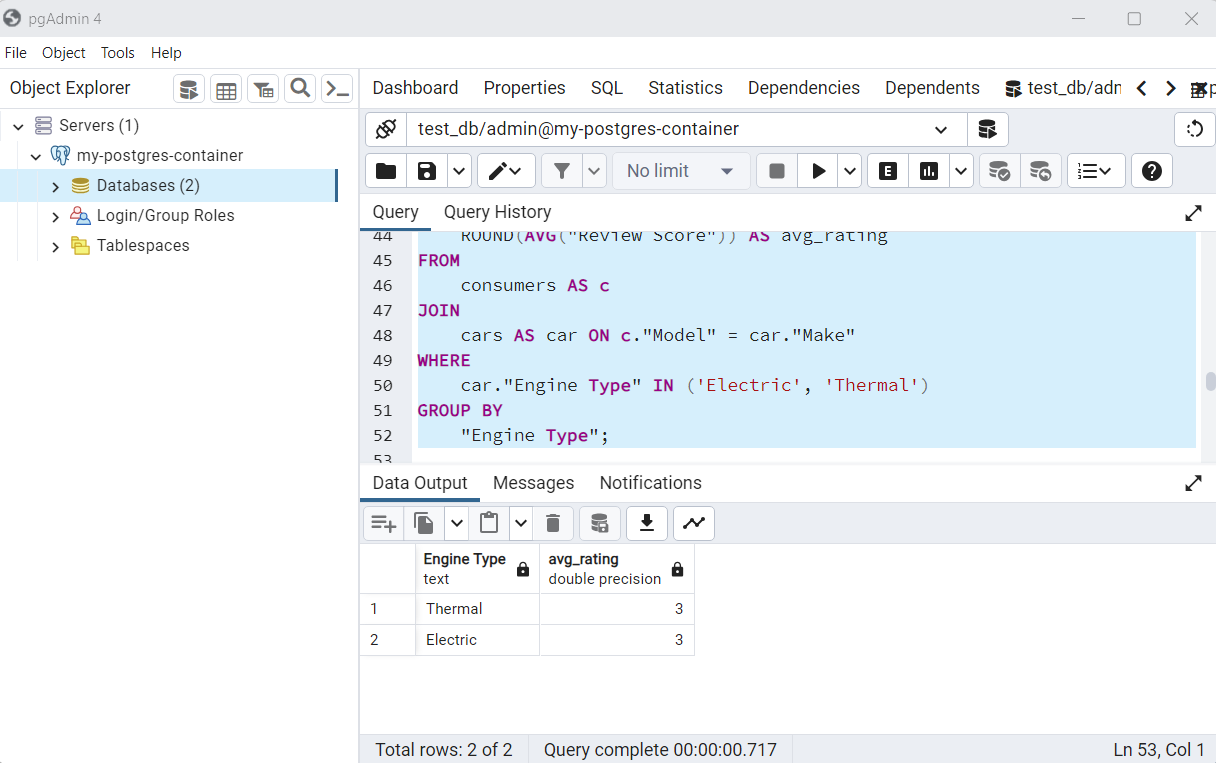 pgAdmin 4
File Object Tools Help
Object Explorer
Servers (1)
my-postgres-container
Databases (2)
Login/Group Roles
Tablespaces
Dashboard Properties SQL Statistics Dependencies Dependents test_db/adn
test_db/admin@my-postgres-container
No limit
E
Query Query History
44 ROUND(AVG("Review Score")) AS avg_rating
45 FROM
46 consumers AS c
47 JOIN
48 cars AS car ON c."Model" = car."Make"
49 WHERE
50 car."Engine Type" IN ('Electric', 'Thermal')
51 GROUP BY
52 "Engine Type";
53
Data Output Messages Notifications
Engine Type avg_rating
text double precision
1 Thermal 3
2 Electric 3
Total rows: 2 of 2 Query complete 00:00:00.717 Ln 53, Col 1